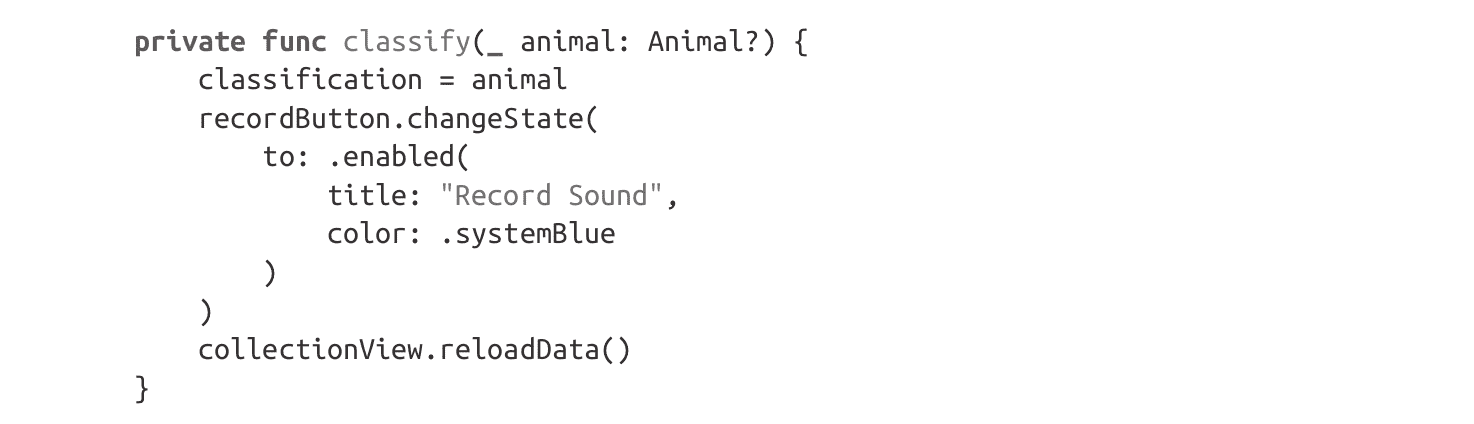 private func classify(_ animal: Animal?) {
    classification = animal
    recordButton.changeState(
        to: .enabled(
            title: "Record Sound",
            color: .systemBlue
        )
    )
    collectionView.reloadData()
}